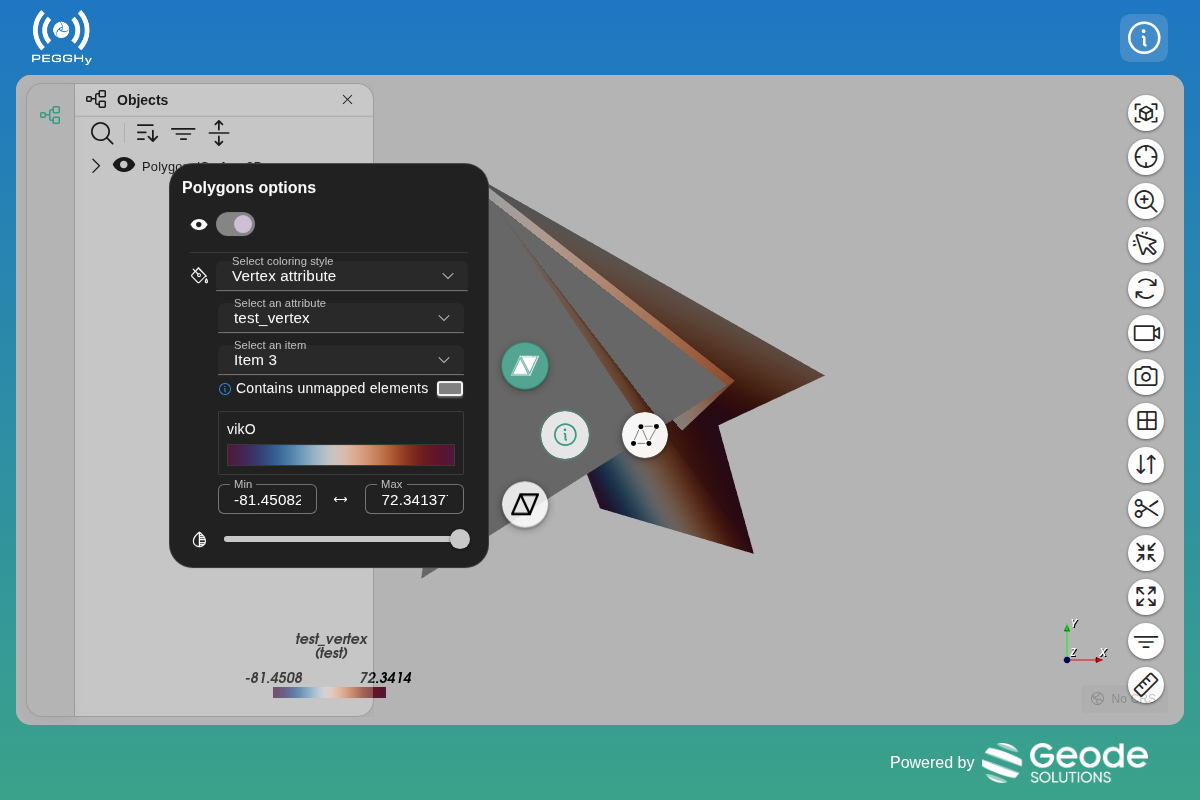 PEGGHy
Objects
Polygons options
Select coloring style
Vertex attribute
Select an attribute
test_vertex
Select an item
Item 3
Contains unmapped elements
vikO
Min
Max
-81.45082
72.34137
test_vertex
(test)
-81.4508
72.3414
Y
Z
X
Powered by
Geode
SOLUTIONS